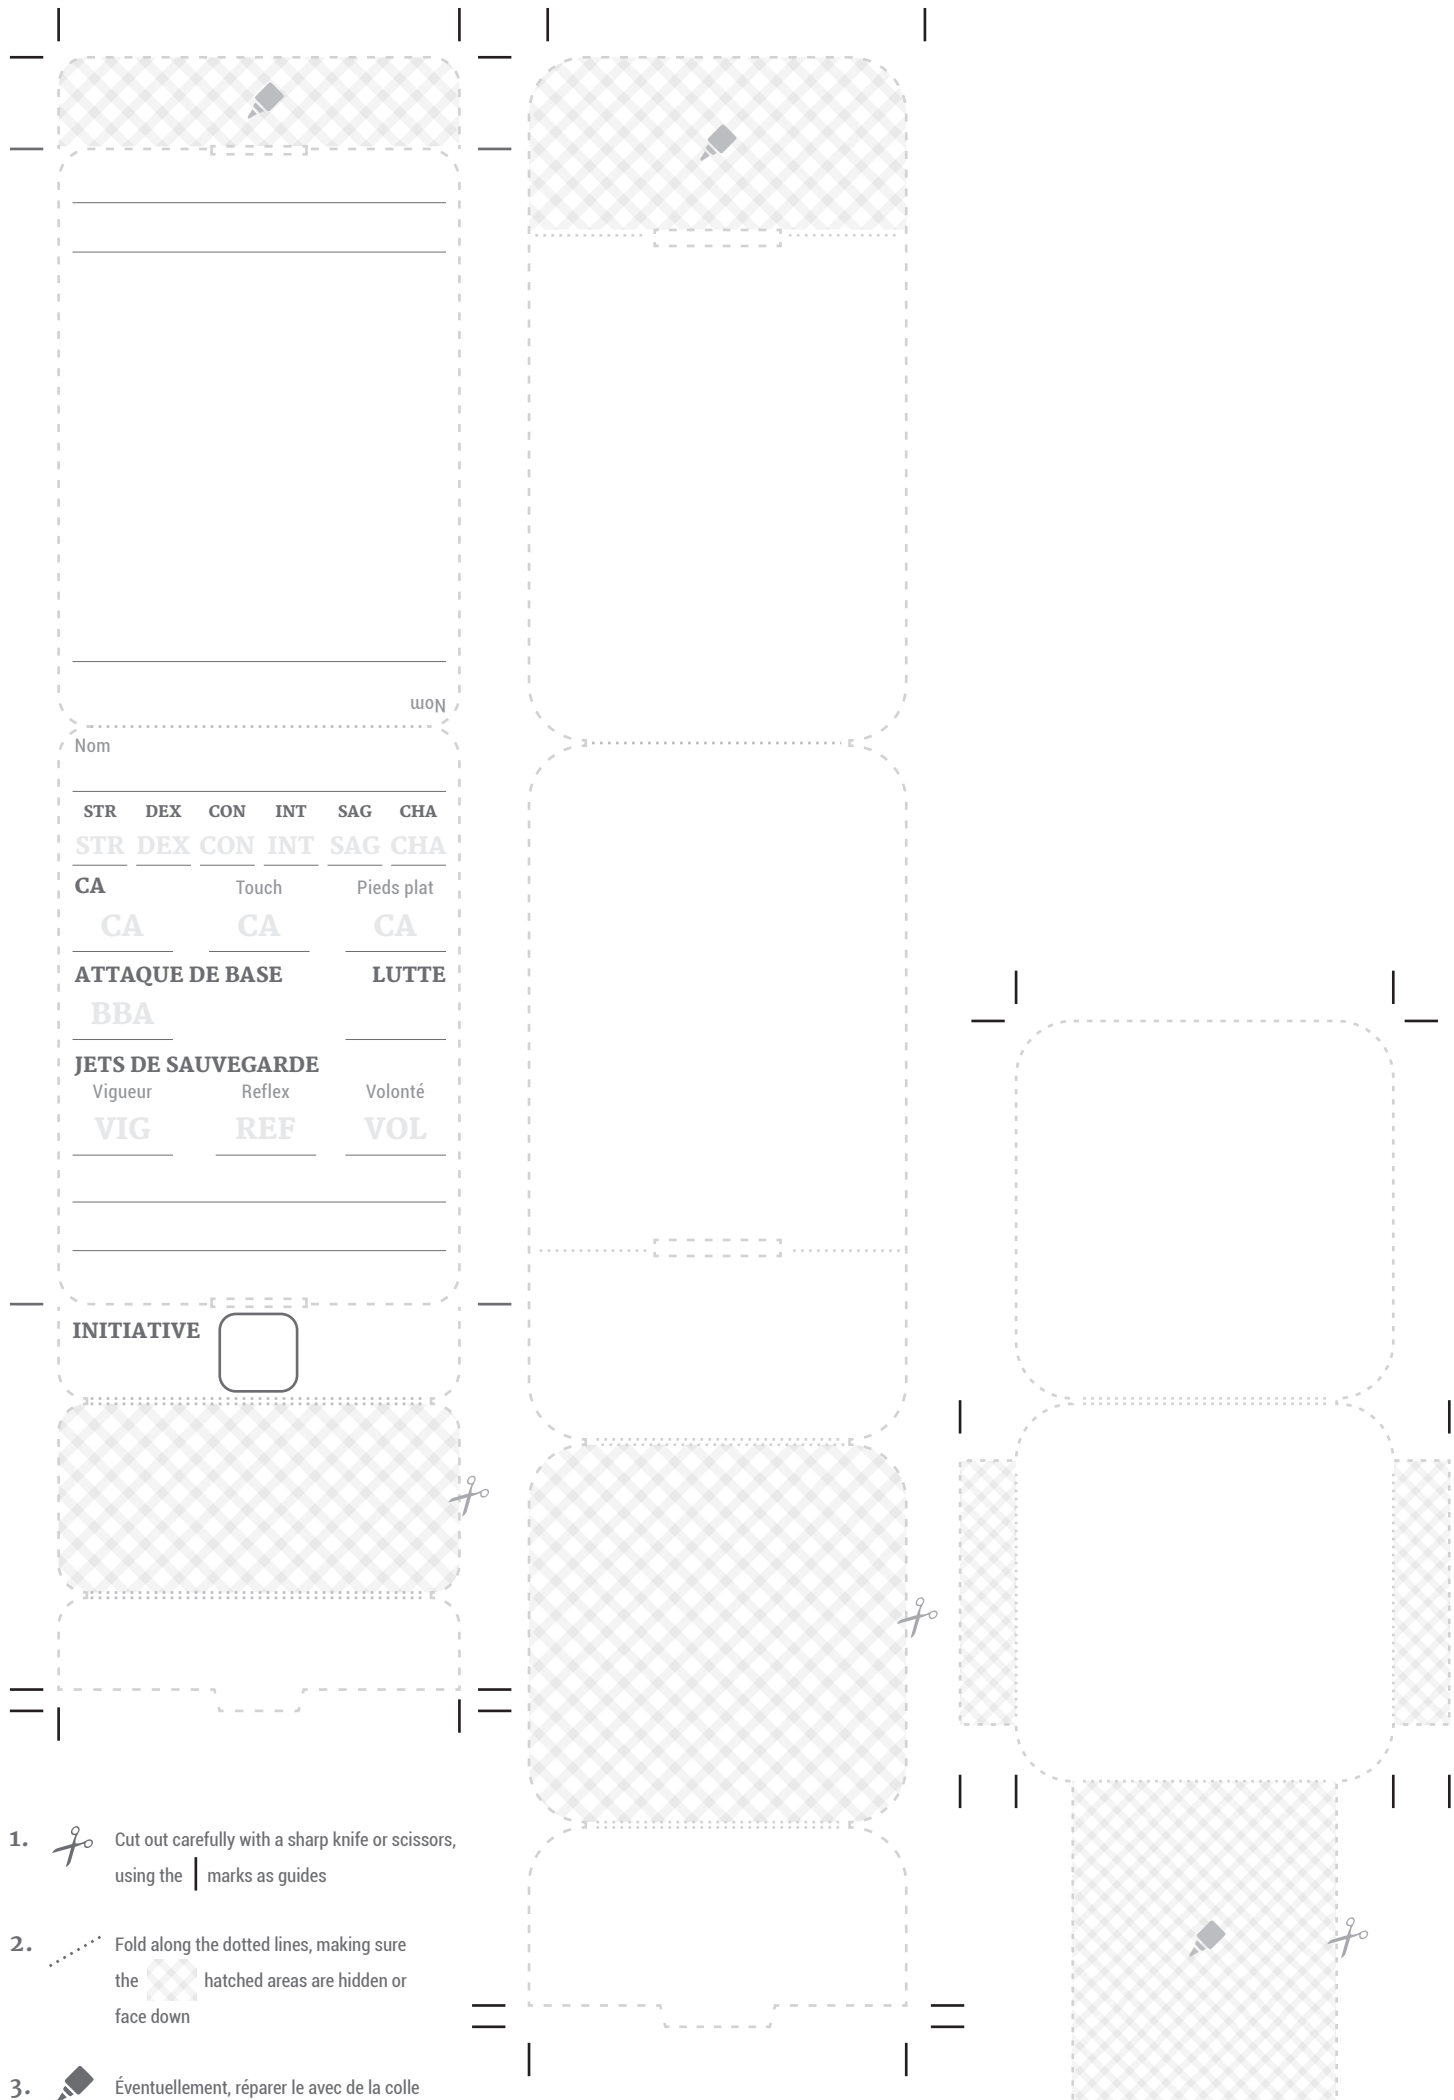 Nom
Nom
STR DEX CON INT SAG CHA
STR DEX CON INT SAG CHA
CA Touch Pieds plat
CA CA CA
ATTAQUE DE BASE LUTTE
BBA
JETS DE SAUVEGARDE
Vigueur Reflex Volonté
VIG REF VOL
INITIATIVE
1. Cut out carefully with a sharp knife or scissors,
using the marks as guides
2. Fold along the dotted lines, making sure
the hatched areas are hidden or
face down
3. Éventuellement, réparer le avec de la colle